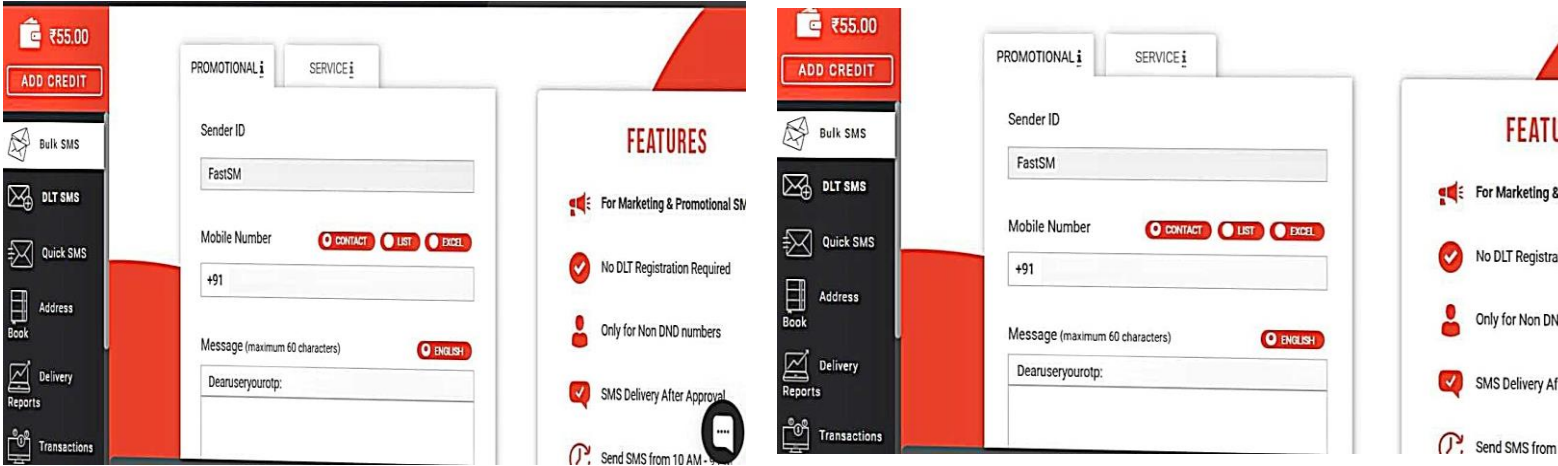 ₹55.00
ADD CREDIT
Bulk SMS
DLT SMS
Quick SMS
Address
Book
Delivery
Reports
Transactions
PROMOTIONAL i
SERVICE i
Sender ID
FastSM
Mobile Number
CONTACT
LIST
EXCEL
+91
Message (maximum 60 characters)
ENGLISH
Dearuseryourotp:
FEATURES
For Marketing & Promotional SM
No DLT Registration Required
Only for Non DND numbers
SMS Delivery After Approval
Send SMS from 10 AM - 9
₹55.00
ADD CREDIT
Bulk SMS
DLT SMS
Quick SMS
Address
Book
Delivery
Reports
Transactions
PROMOTIONAL i
SERVICE i
Sender ID
FastSM
Mobile Number
CONTACT
LIST
EXCEL
+91
Message (maximum 60 characters)
ENGLISH
Dearuseryourotp:
FEATU
For Marketing &
No DLT Registra
Only for Non DN
SMS Delivery Af
Send SMS from